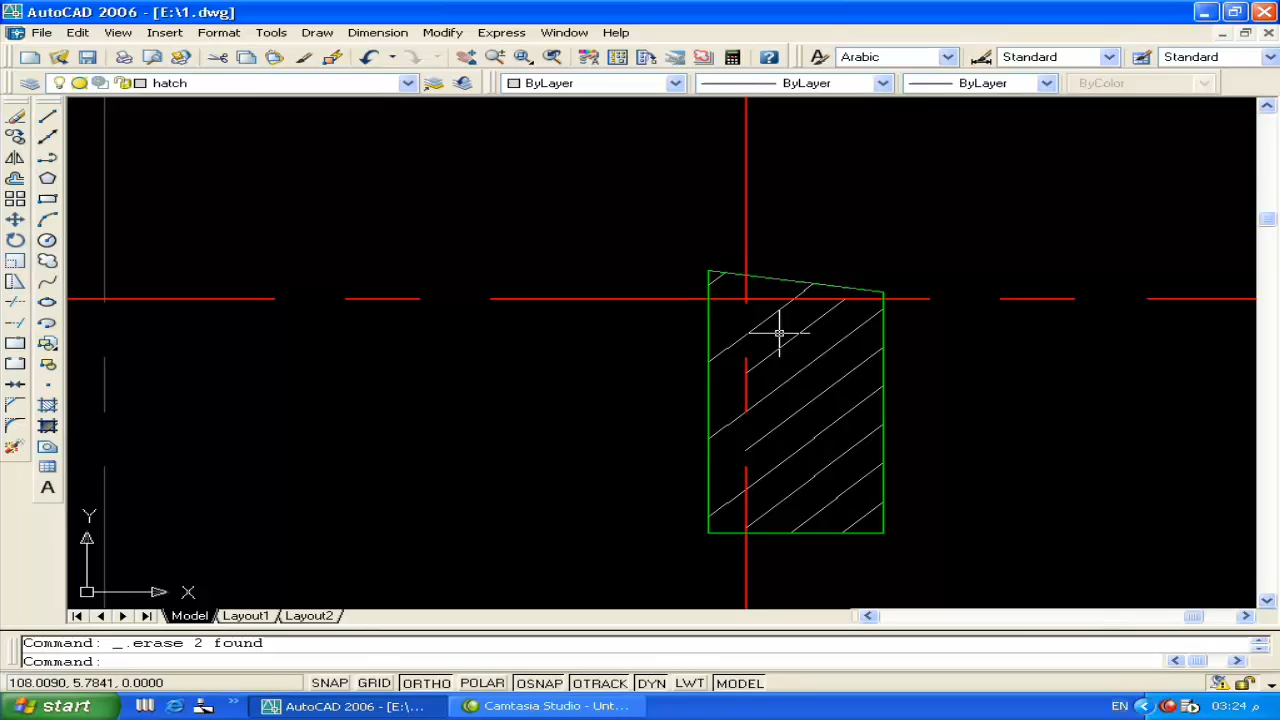 AutoCAD 2006 - [E:\1.dwg]
File Edit View Insert Format Tools Draw Dimension Modify Express Window Help
Arabic Standard Standard
hatch ByLayer ByLayer ByLayer ByColor
A
Y
X
Model Layout1 Layout2
Command: _.erase 2 found
Command:
108.0090, 5.7841, 0.0000 SNAP GRID ORTHO POLAR OSNAP OTRACK DYN LWT MODEL
start AutoCAD 2006 - [E:\... Camtasia Studio - Unt... EN 03:24 م